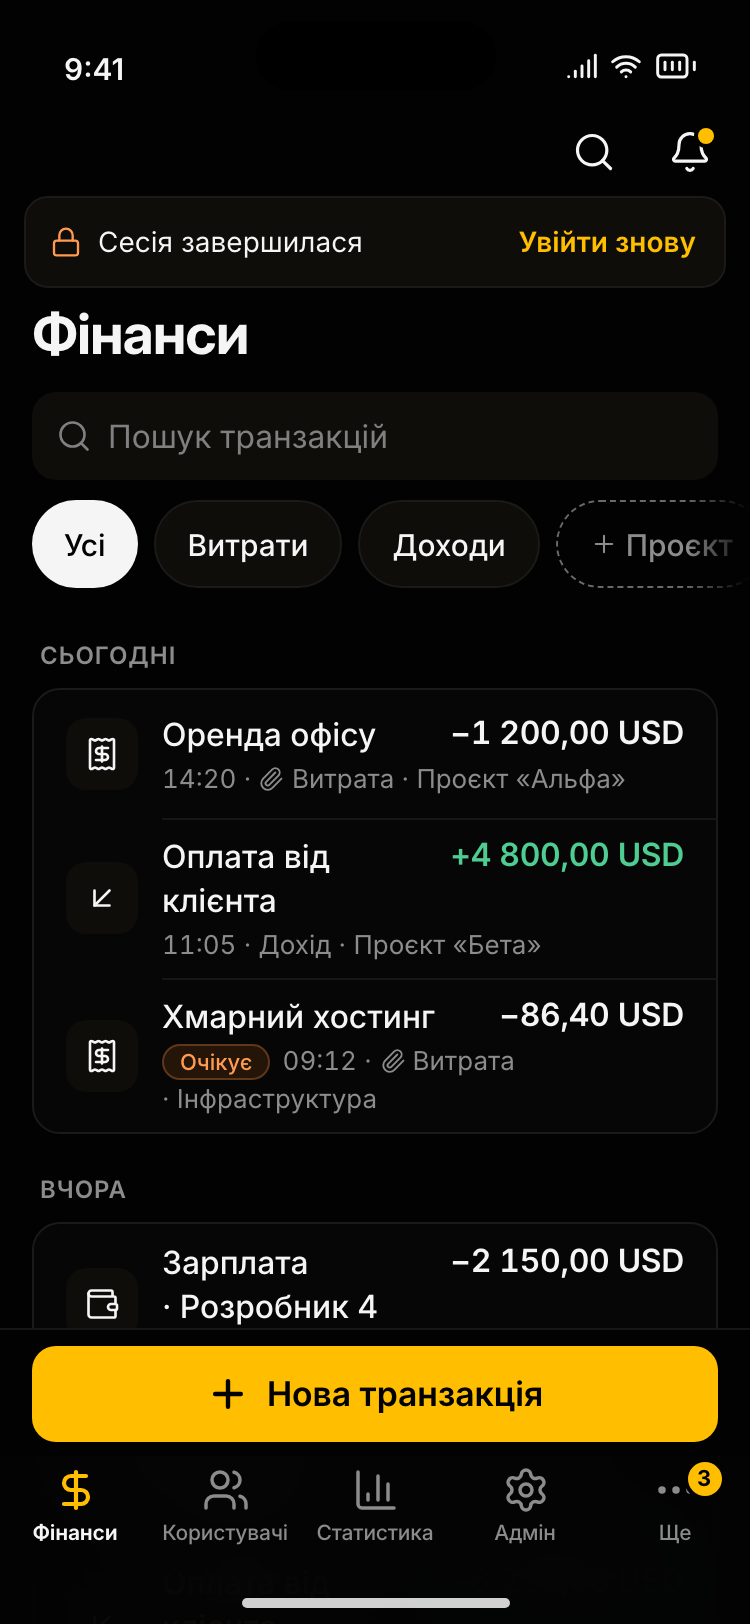 9:41
Сесія завершилася Увійти знову
Фінанси
Пошук транзакцій
Усі Витрати Доходи + Проєкт
СЬОГОДНІ
Оренда офісу −1 200,00 USD
14:20 · Витрата · Проєкт «Альфа»
Оплата від +4 800,00 USD
клієнта
11:05 · Дохід · Проєкт «Бета»
Хмарний хостинг −86,40 USD
Очікує 09:12 · Витрата
· Інфраструктура
ВЧОРА
Зарплата −2 150,00 USD
· Розробник 4
+ Нова транзакція
3
Фінанси Користувачі Статистика Адмін Ще
Оплата від
клієнта